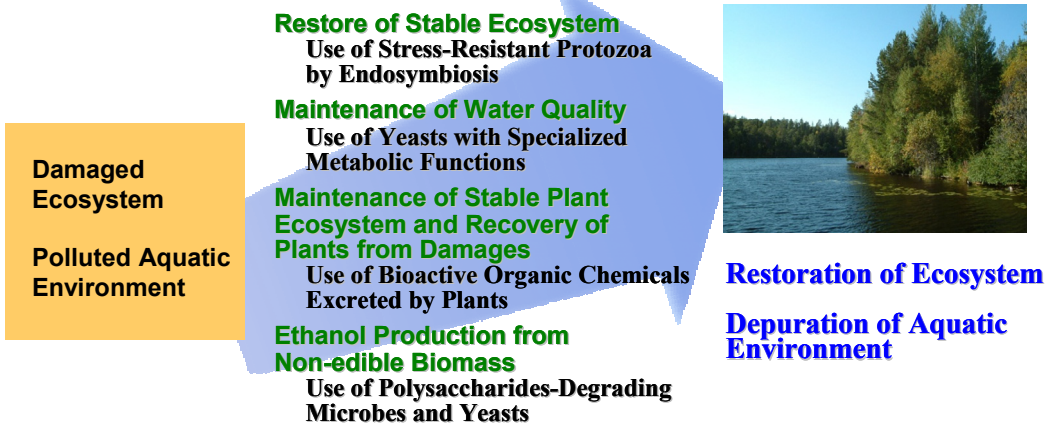 Damaged
Ecosystem
Polluted Aquatic
Environment
Restore of Stable Ecosystem
Use of Stress-Resistant Protozoa
by Endosymbiosis
Maintenance of Water Quality
Use of Yeasts with Specialized
Metabolic Functions
Maintenance of Stable Plant
Ecosystem and Recovery of
Plants from Damages
Use of Bioactive Organic Chemicals
Excreted by Plants
Ethanol Production from
Non-edible Biomass
Use of Polysaccharides-Degrading
Microbes and Yeasts
Restoration of Ecosystem
Depuration of Aquatic
Environment